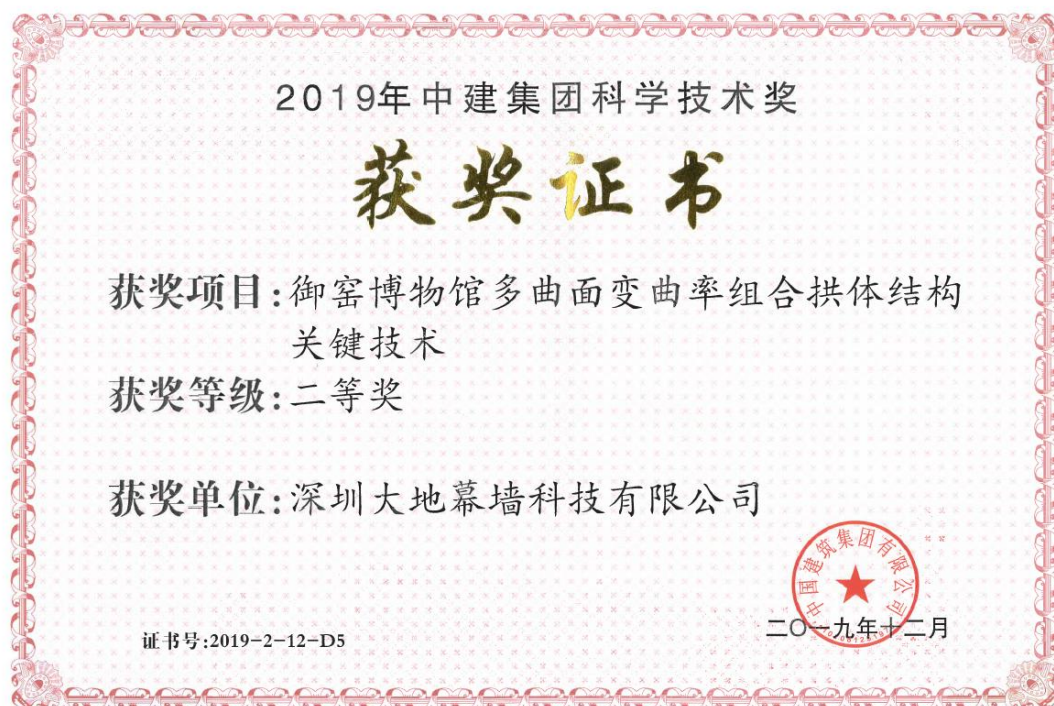 2019年中建集团科学技术奖
获奖证书
获奖项目:御窑博物馆多曲面变曲率组合拱体结构
关键技术
获奖等级:二等奖
获奖单位:深圳大地幕墙科技有限公司
中国建筑集团有限公司
二〇一九年十二月
证书号:2019-2-12-D5